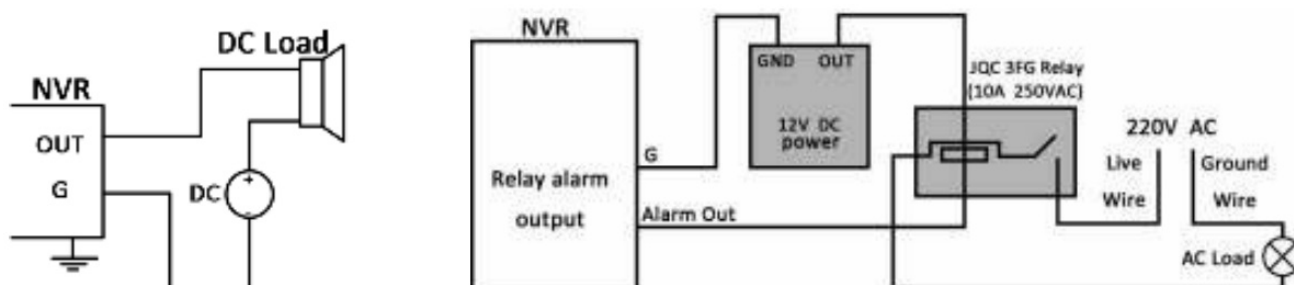 DC Load
NVR
OUT
G
DC
+
-
NVR
GND OUT
12V DC
power
JQC 3FG Relay
(10A 250VAC)
220V AC
Live
Wire
Ground
Wire
G
Relay alarm
output
Alarm Out
AC Load